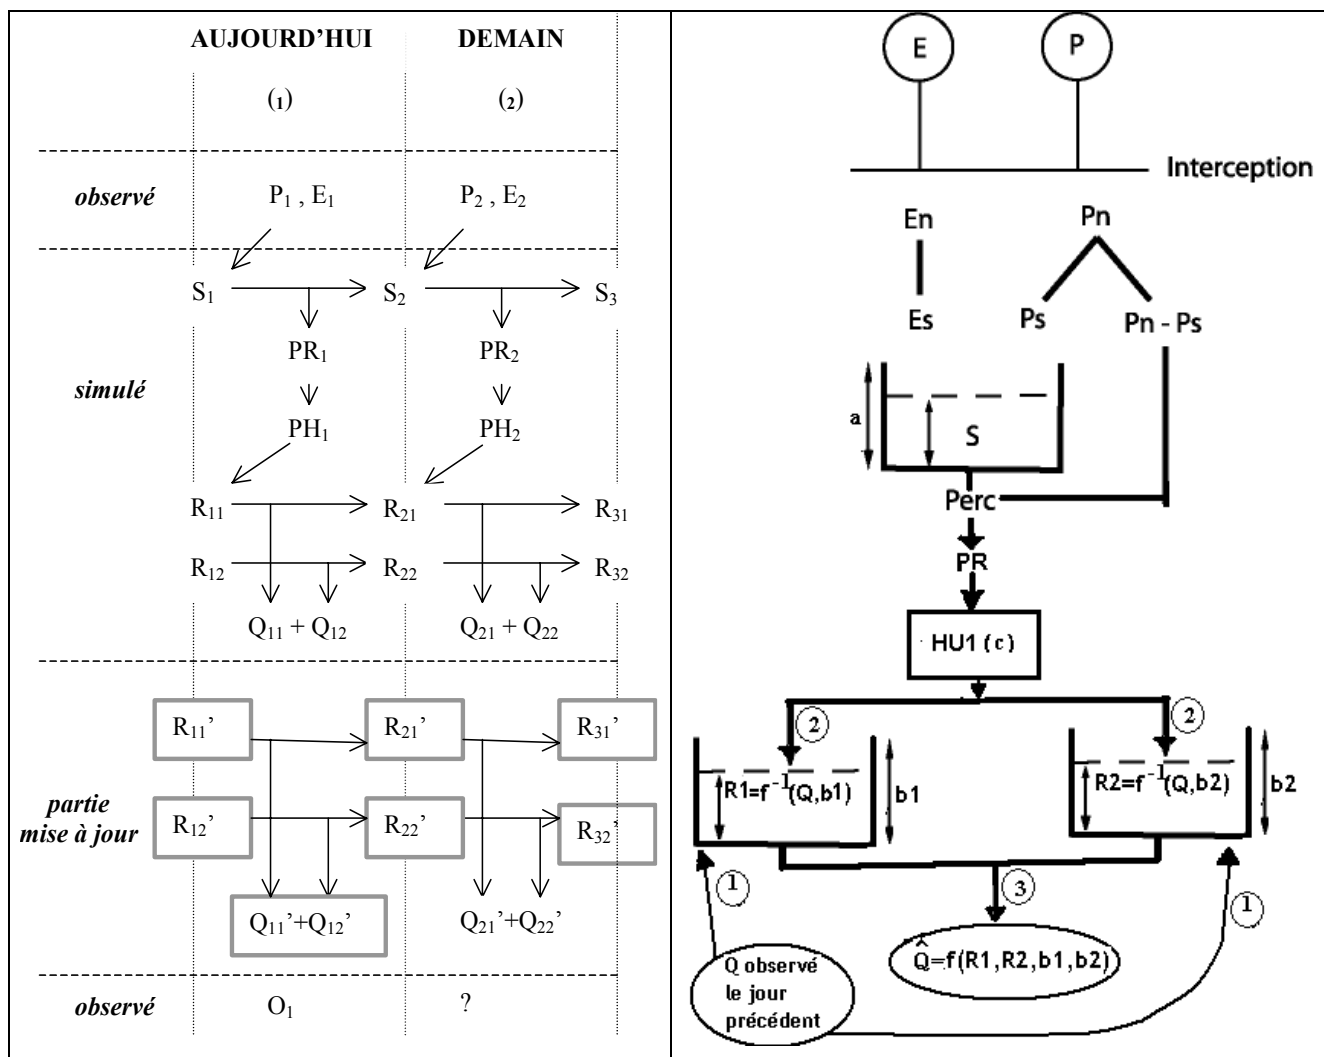 AUJOURD’HUI DEMAIN
(1) (2)
observé P1 , E1 P2 , E2
S1 S2 S3
PR1 PR2
simulé
PH1 PH2
R11 R21 R31
R12 R22 R32
Q11 + Q12 Q21 + Q22
R11’ R21’ R31’
partie
mise à jour
R12’ R22’ R32’
Q11’+Q12’ Q21’+Q22’
observé O1 ?
E P
Interception
En Pn
Es Ps Pn - Ps
a
S
Perc
PR
HU1 (c)
2 2
R1=f-1(Q,b1) b1 R2=f-1(Q,b2) b2
1 3 1
Q observé
le jour
précédent
Q̂=f(R1,R2,b1,b2)